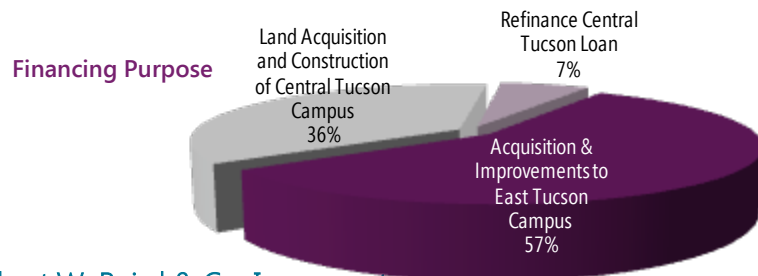 Financing Purpose
Land Acquisition
and Construction
of Central Tucson
Campus
36%
Refinance Central
Tucson Loan
7%
Acquisition &
Improvements to
East Tucson
Campus
57%